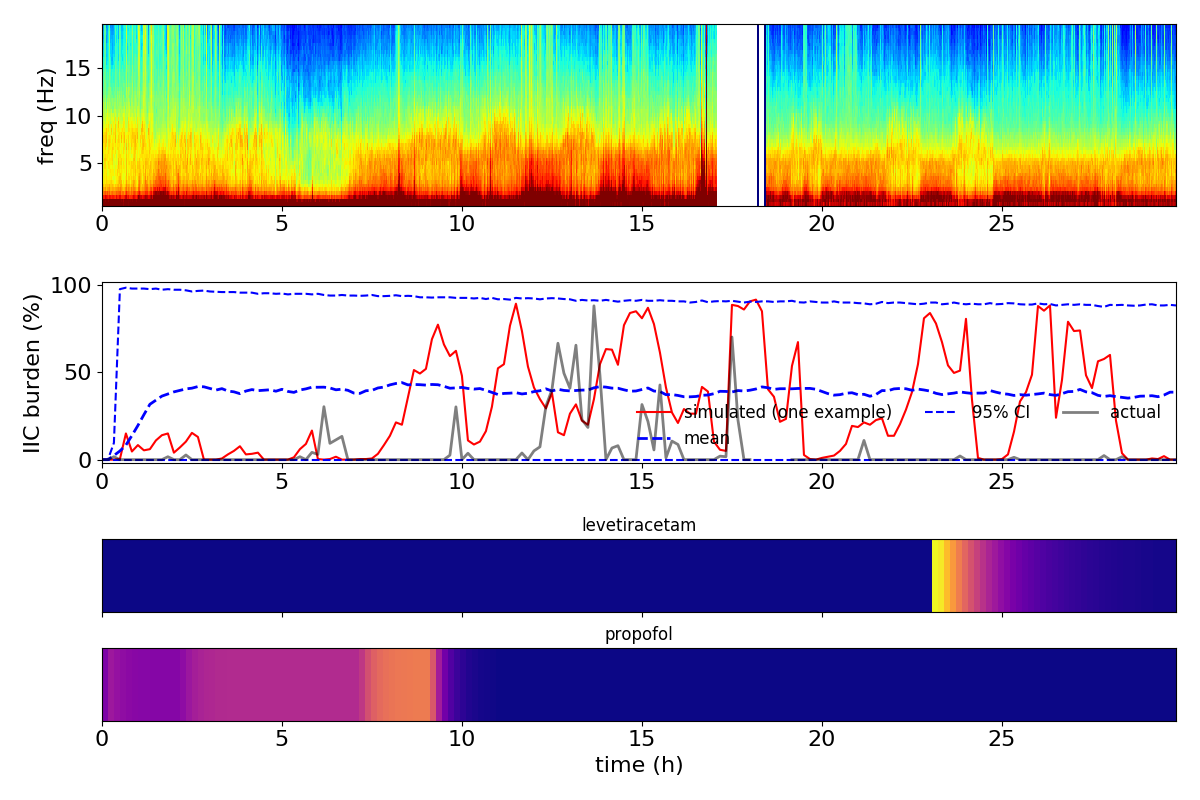 freq (Hz)
15
10
5
0 5 10 15 20 25
IIC burden (%)
100
50
0
simulated (one example) 95% CI actual
mean
0 5 10 15 20 25
levetiracetam
propofol
0 5 10 15 20 25
time (h)